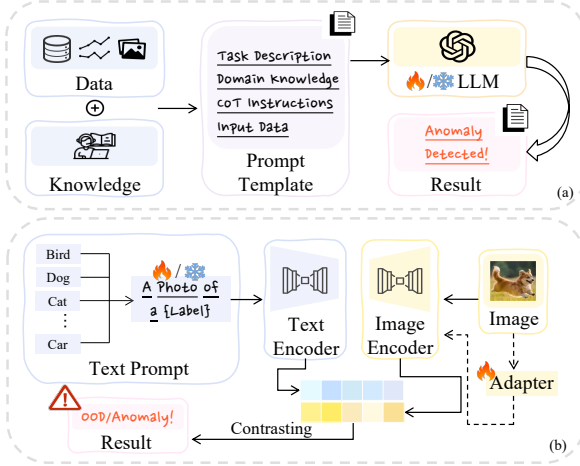 Data
Knowledge
Task Description
Domain Knowledge
CoT Instructions
Input Data
Prompt
Template
/ LLM
Anomaly
Detected!
Result
(a)
Bird
Dog
Cat
⋮
Car
/
A Photo of
a {Label}
Text Prompt
Text
Encoder
Image
Encoder
Image
Adapter
OOD/Anomaly!
Result
Contrasting
(b)